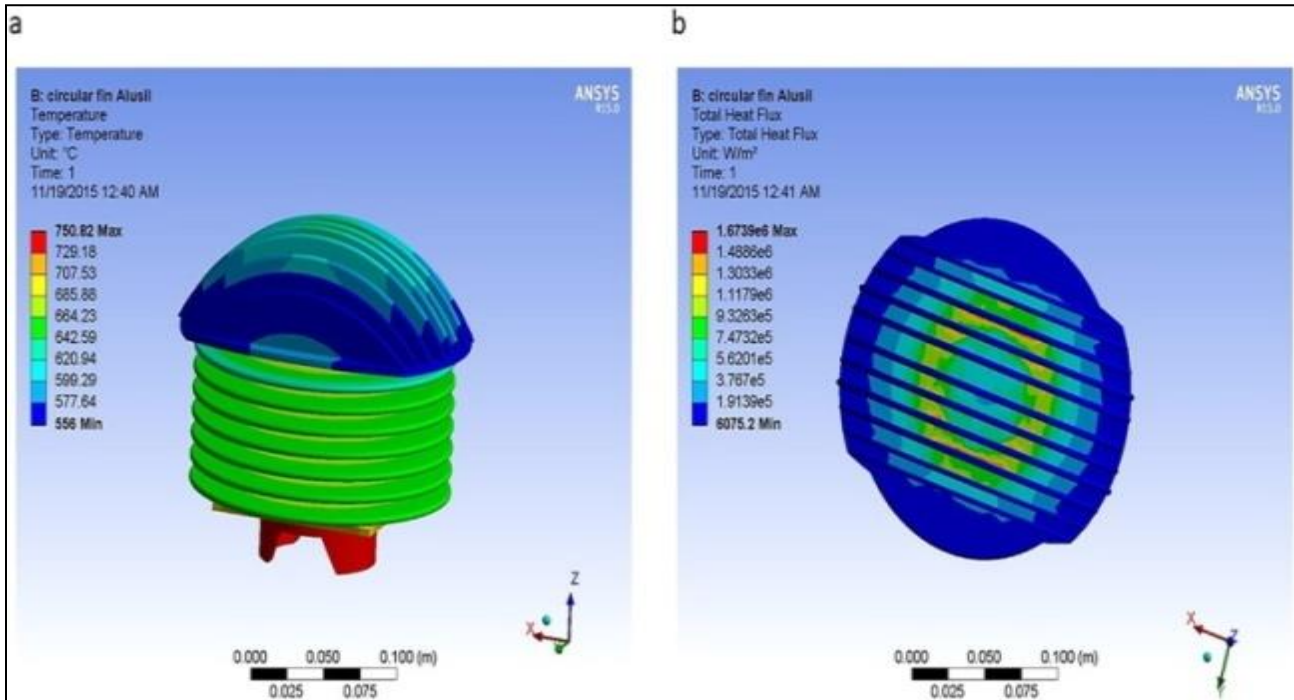 a
B: circular fin Alusil
Temperature
Type: Temperature
Unit: °C
Time: 1
11/19/2015 12:40 AM
ANSYS
R15.0
750.82 Max
729.18
707.53
685.88
664.23
642.59
620.94
599.29
577.64
556 Min
Z
X
0.000 0.050 0.100 (m)
0.025 0.075
b
B: circular fin Alusil
Total Heat Flux
Type: Total Heat Flux
Unit: W/m²
Time: 1
11/19/2015 12:41 AM
ANSYS
R15.0
1.6739e6 Max
1.4886e6
1.3033e6
1.1179e6
9.3263e5
7.4732e5
5.6201e5
3.767e5
1.9139e5
6075.2 Min
X
Z
0.000 0.050 0.100 (m)
0.025 0.075